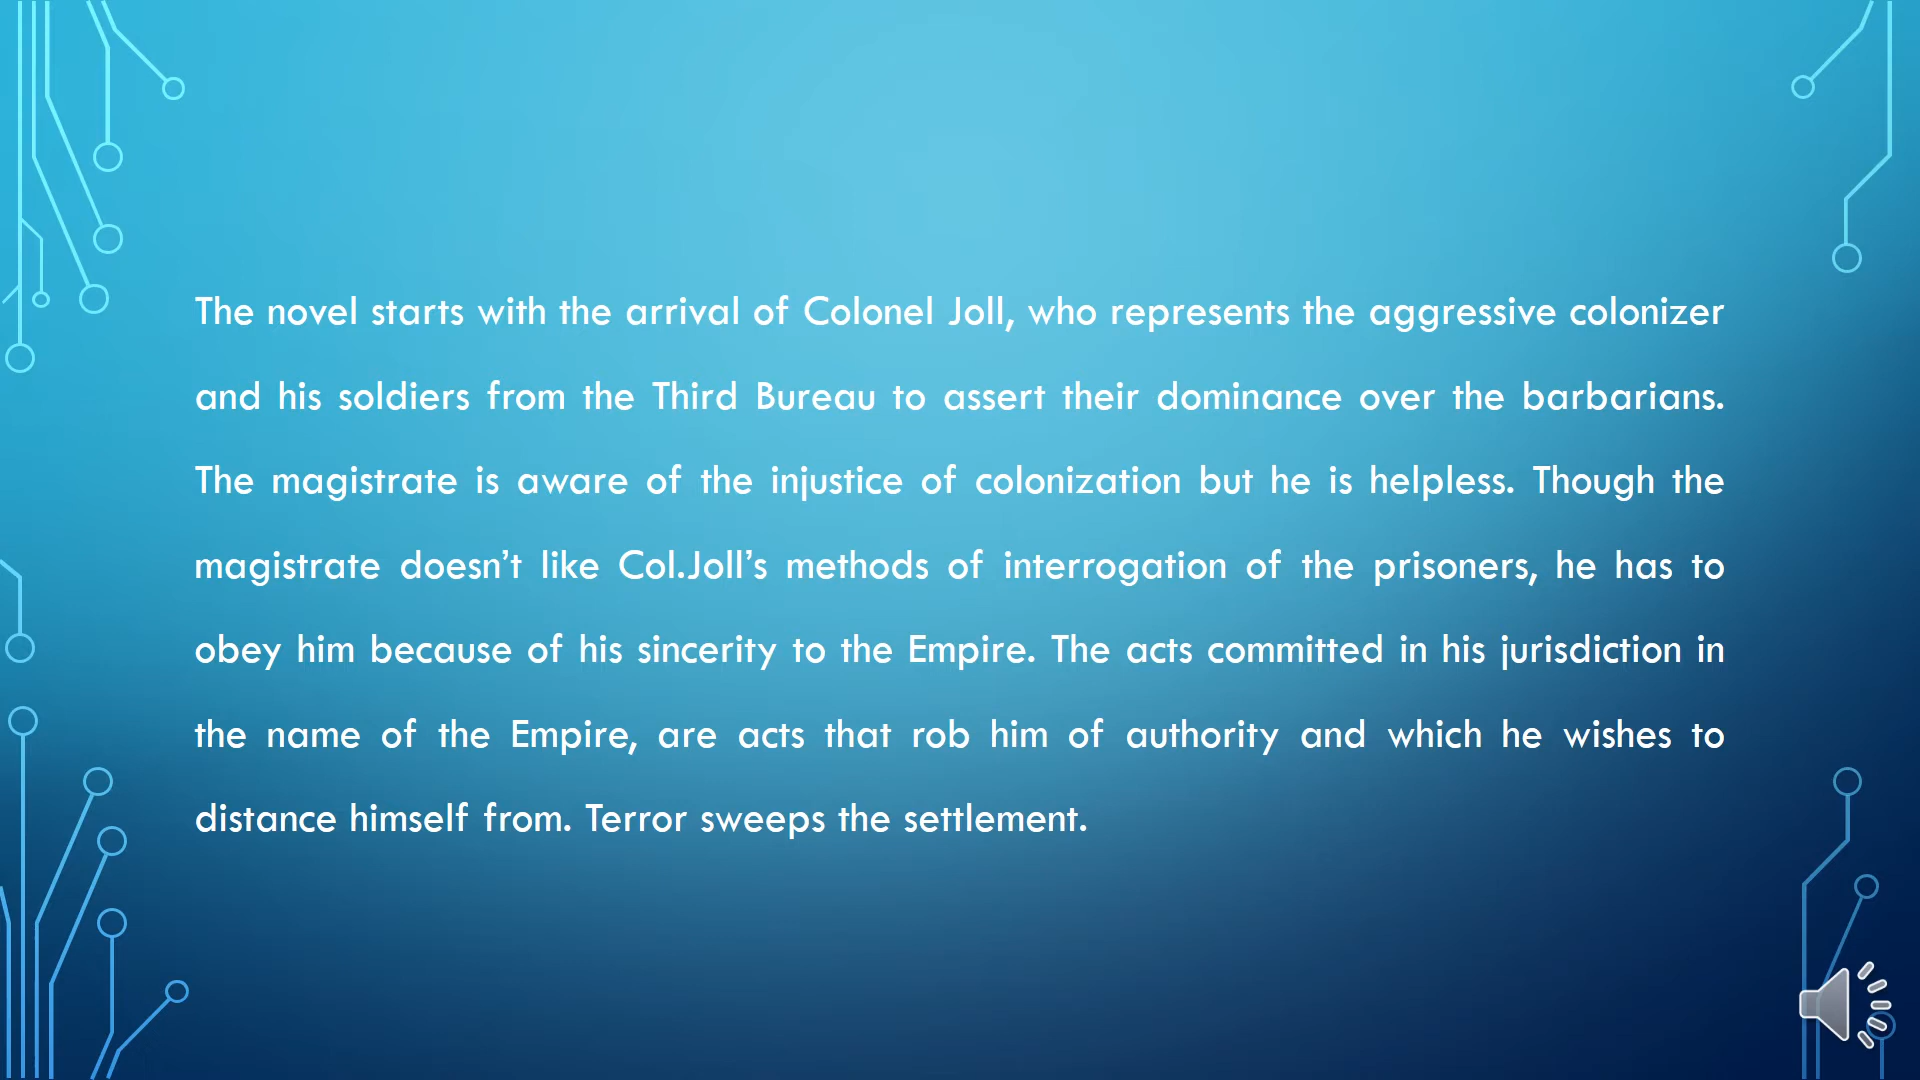 The novel starts with the arrival of Colonel Joll, who represents the aggressive colonizer
and his soldiers from the Third Bureau to assert their dominance over the barbarians.
The magistrate is aware of the injustice of colonization but he is helpless. Though the
magistrate doesn’t like Col.Joll’s methods of interrogation of the prisoners, he has to
obey him because of his sincerity to the Empire. The acts committed in his jurisdiction in
the name of the Empire, are acts that rob him of authority and which he wishes to
distance himself from. Terror sweeps the settlement.